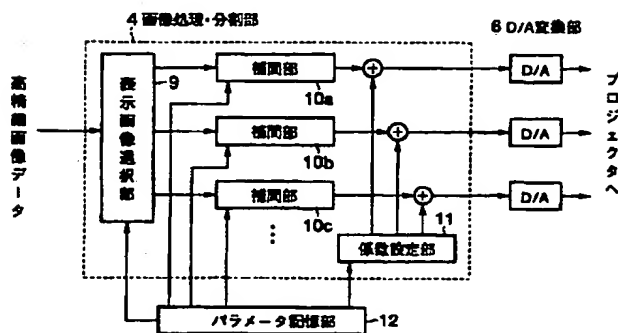 4 画像処理・分割部
6 D/A変換部
高精細画像データ
表示画像選択部
9
補間部
10a
D/A
補間部
10b
D/A
補間部
10c
D/A
プロジェクタへ
11
係数設定部
パラメータ記憶部
12